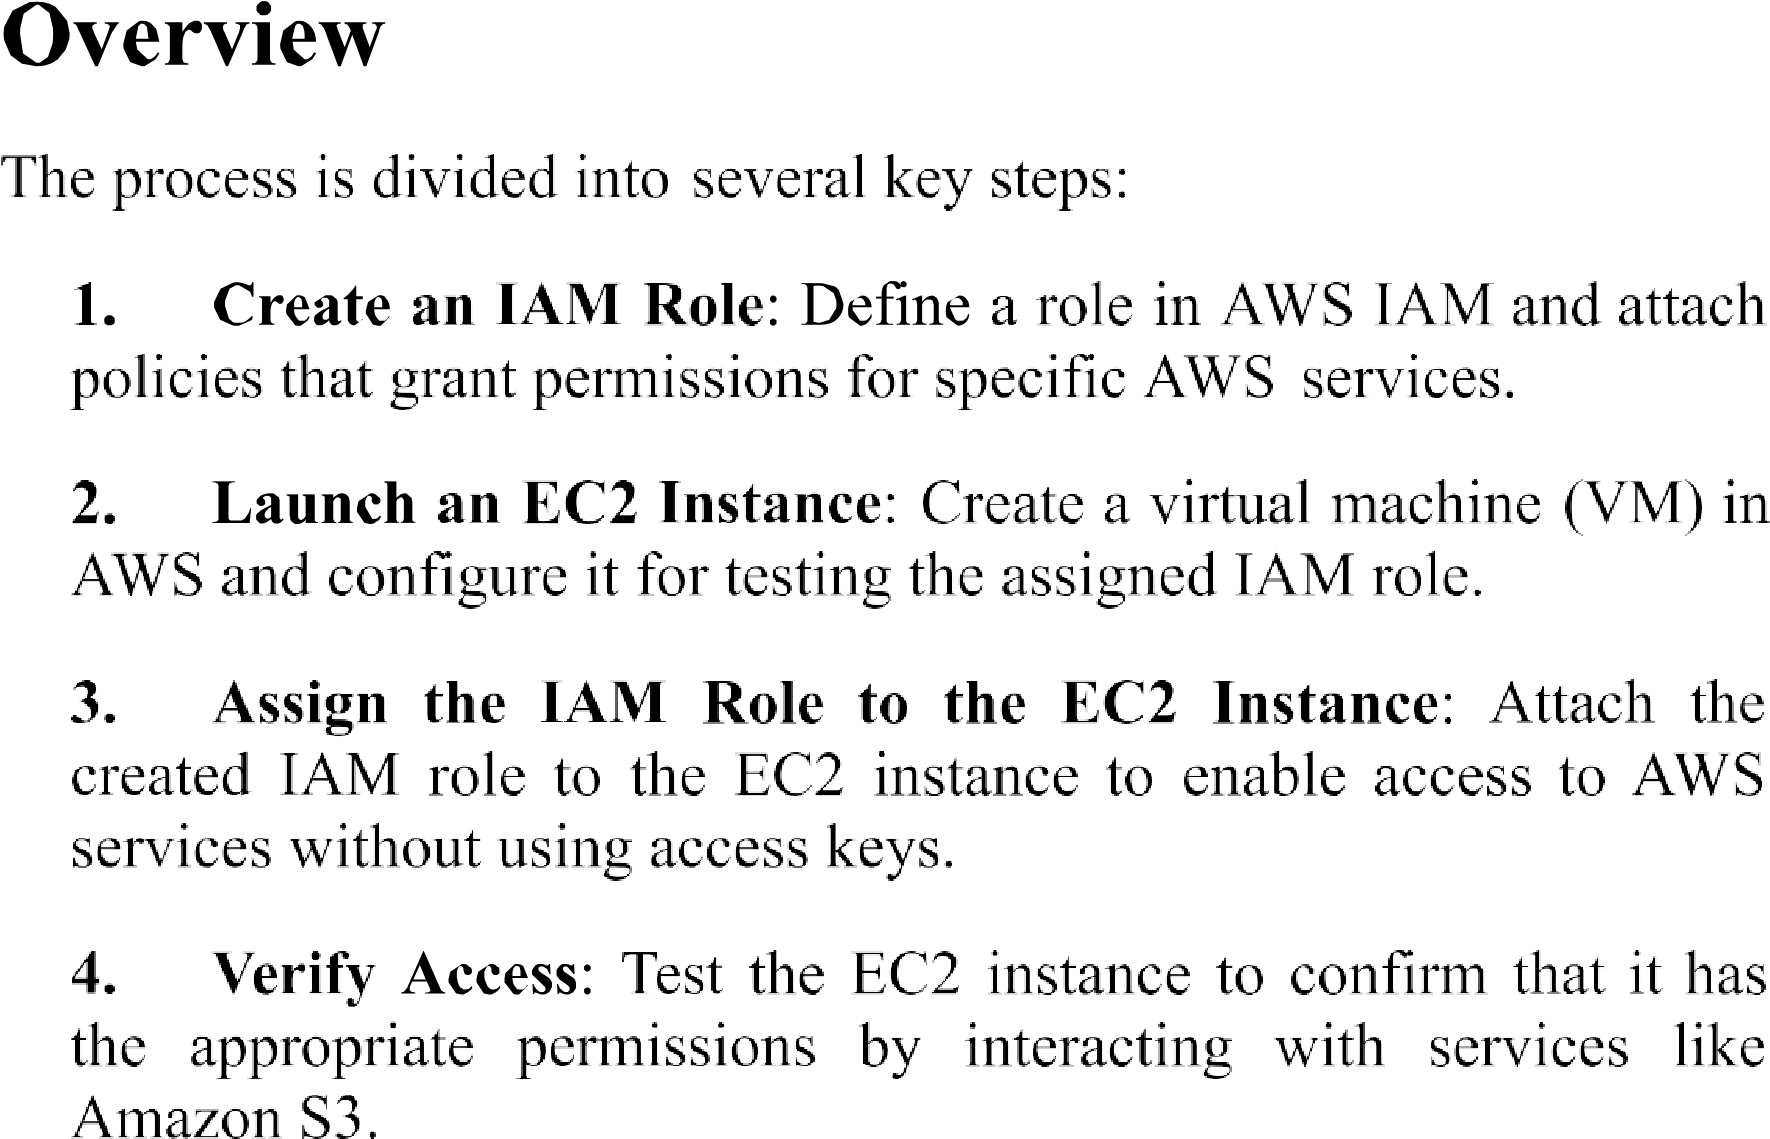 Overview
The process is divided into several key steps:
1. Create an IAM Role: Define a role in AWS IAM and attach
policies that grant permissions for specific AWS services.
2. Launch an EC2 Instance: Create a virtual machine (VM) in
AWS and configure it for testing the assigned IAM role.
3. Assign the IAM Role to the EC2 Instance: Attach the
created IAM role to the EC2 instance to enable access to AWS
services without using access keys.
4. Verify Access: Test the EC2 instance to confirm that it has
the appropriate permissions by interacting with services like
Amazon S3.